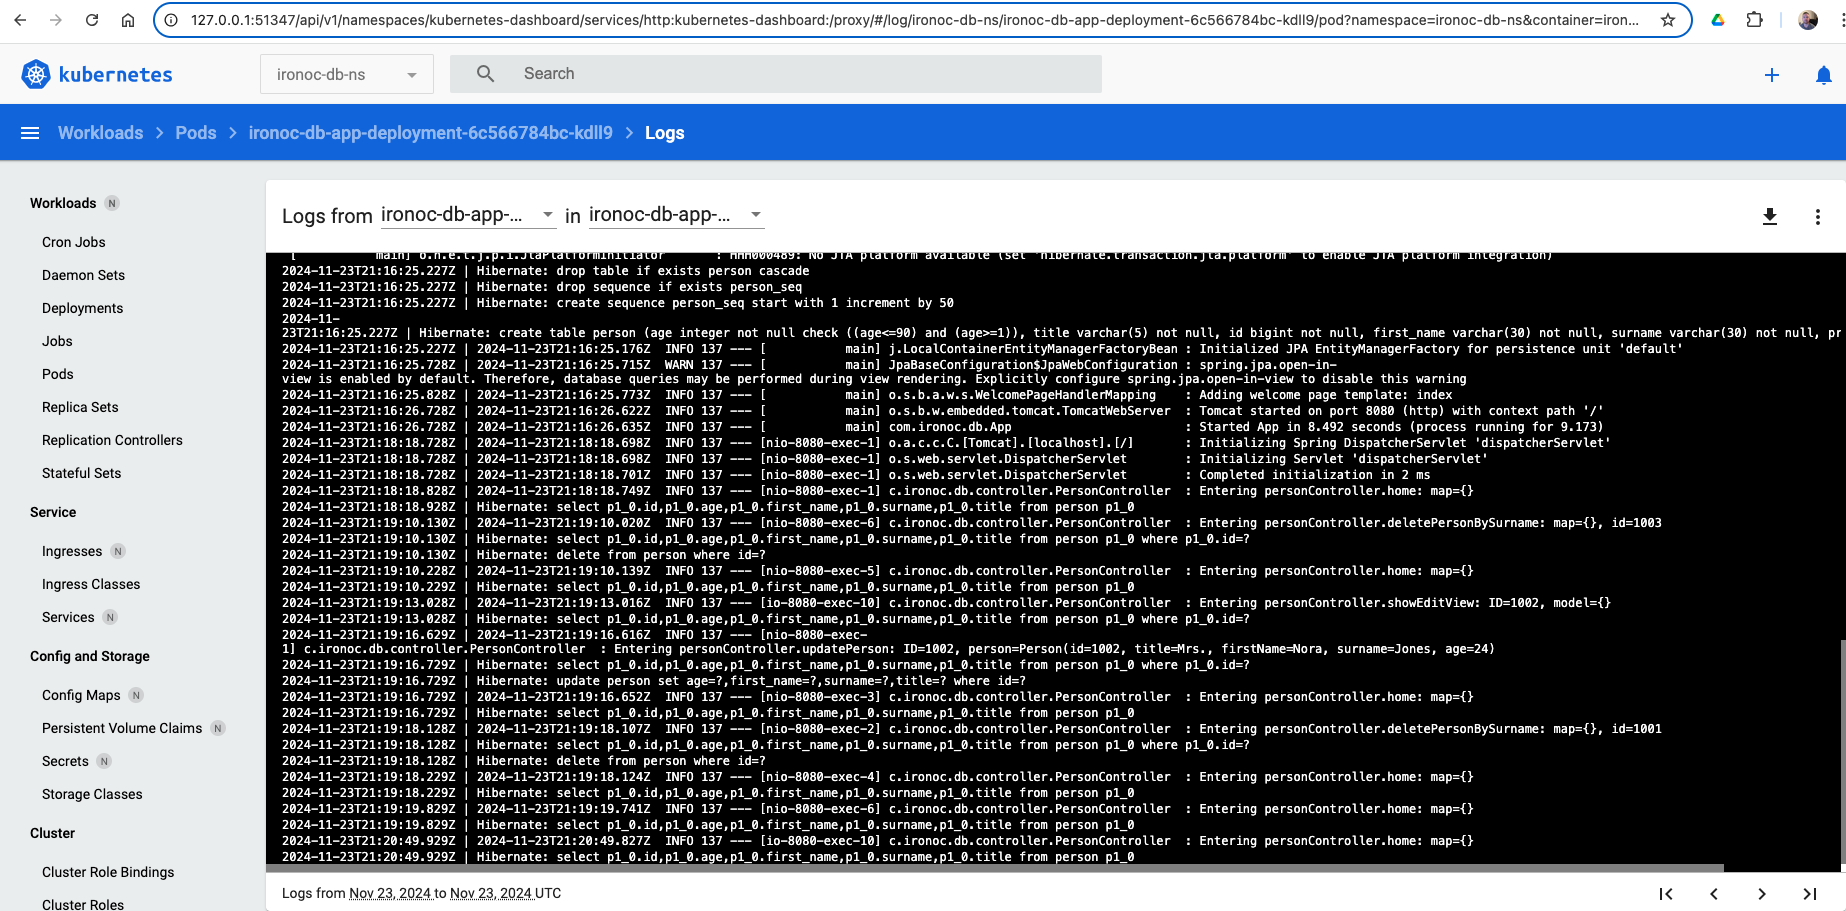 127.0.0.1:51347/api/v1/namespaces/kubernetes-dashboard/services/http:kubernetes-dashboard:/proxy/#/log/ironoc-db-ns/ironoc-db-app-deployment-6c566784bc-kdll9/pod?namespace=ironoc-db-ns&container=iron...
kubernetes
ironoc-db-ns
Search
Workloads > Pods > ironoc-db-app-deployment-6c566784bc-kdll9 > Logs
Workloads N
Cron Jobs
Daemon Sets
Deployments
Jobs
Pods
Replica Sets
Replication Controllers
Stateful Sets
Service
Ingresses N
Ingress Classes
Services N
Config and Storage
Config Maps N
Persistent Volume Claims N
Secrets N
Storage Classes
Cluster
Cluster Role Bindings
Cluster Roles
Logs from ironoc-db-app-... in ironoc-db-app-...
[           main] o.h.e.t.j.p.i.JtaPlatformInitiator       : HHH000489: No JTA platform available (set 'hibernate.transaction.jta.platform' to enable JTA platform integration)
2024-11-23T21:16:25.227Z | Hibernate: drop table if exists person cascade
2024-11-23T21:16:25.227Z | Hibernate: drop sequence if exists person_seq
2024-11-23T21:16:25.227Z | Hibernate: create sequence person_seq start with 1 increment by 50
2024-11-
23T21:16:25.227Z | Hibernate: create table person (age integer not null check ((age<=90) and (age>=1)), title varchar(5) not null, id bigint not null, first_name varchar(30) not null, surname varchar(30) not null, pr
2024-11-23T21:16:25.227Z | 2024-11-23T21:16:25.176Z  INFO 137 --- [           main] j.LocalContainerEntityManagerFactoryBean : Initialized JPA EntityManagerFactory for persistence unit 'default'
2024-11-23T21:16:25.728Z | 2024-11-23T21:16:25.715Z  WARN 137 --- [           main] JpaBaseConfiguration$JpaWebConfiguration : spring.jpa.open-in-
view is enabled by default. Therefore, database queries may be performed during view rendering. Explicitly configure spring.jpa.open-in-view to disable this warning
2024-11-23T21:16:25.828Z | 2024-11-23T21:16:25.773Z  INFO 137 --- [           main] o.s.b.a.w.s.WelcomePageHandlerMapping    : Adding welcome page template: index
2024-11-23T21:16:26.728Z | 2024-11-23T21:16:26.622Z  INFO 137 --- [           main] o.s.b.w.embedded.tomcat.TomcatWebServer  : Tomcat started on port 8080 (http) with context path '/'
2024-11-23T21:16:26.728Z | 2024-11-23T21:16:26.635Z  INFO 137 --- [           main] com.ironoc.db.App                        : Started App in 8.492 seconds (process running for 9.173)
2024-11-23T21:18:18.728Z | 2024-11-23T21:18:18.698Z  INFO 137 --- [nio-8080-exec-1] o.a.c.c.C.[Tomcat].[localhost].[/]       : Initializing Spring DispatcherServlet 'dispatcherServlet'
2024-11-23T21:18:18.728Z | 2024-11-23T21:18:18.698Z  INFO 137 --- [nio-8080-exec-1] o.s.web.servlet.DispatcherServlet        : Initializing Servlet 'dispatcherServlet'
2024-11-23T21:18:18.728Z | 2024-11-23T21:18:18.701Z  INFO 137 --- [nio-8080-exec-1] o.s.web.servlet.DispatcherServlet        : Completed initialization in 2 ms
2024-11-23T21:18:18.828Z | 2024-11-23T21:18:18.749Z  INFO 137 --- [nio-8080-exec-1] c.ironoc.db.controller.PersonController  : Entering personController.home: map={}
2024-11-23T21:18:18.928Z | Hibernate: select p1_0.id,p1_0.age,p1_0.first_name,p1_0.surname,p1_0.title from person p1_0
2024-11-23T21:19:10.130Z | 2024-11-23T21:19:10.020Z  INFO 137 --- [nio-8080-exec-6] c.ironoc.db.controller.PersonController  : Entering personController.deletePersonBySurname: map={}, id=1003
2024-11-23T21:19:10.130Z | Hibernate: select p1_0.id,p1_0.age,p1_0.first_name,p1_0.surname,p1_0.title from person p1_0 where p1_0.id=?
2024-11-23T21:19:10.130Z | Hibernate: delete from person where id=?
2024-11-23T21:19:10.228Z | 2024-11-23T21:19:10.139Z  INFO 137 --- [nio-8080-exec-5] c.ironoc.db.controller.PersonController  : Entering personController.home: map={}
2024-11-23T21:19:10.229Z | Hibernate: select p1_0.id,p1_0.age,p1_0.first_name,p1_0.surname,p1_0.title from person p1_0
2024-11-23T21:19:13.028Z | 2024-11-23T21:19:13.016Z  INFO 137 --- [io-8080-exec-10] c.ironoc.db.controller.PersonController  : Entering personController.showEditView: ID=1002, model={}
2024-11-23T21:19:13.028Z | Hibernate: select p1_0.id,p1_0.age,p1_0.first_name,p1_0.surname,p1_0.title from person p1_0 where p1_0.id=?
2024-11-23T21:19:16.629Z | 2024-11-23T21:19:16.616Z  INFO 137 --- [nio-8080-exec-
1] c.ironoc.db.controller.PersonController  : Entering personController.updatePerson: ID=1002, person=Person(id=1002, title=Mrs., firstName=Nora, surname=Jones, age=24)
2024-11-23T21:19:16.729Z | Hibernate: select p1_0.id,p1_0.age,p1_0.first_name,p1_0.surname,p1_0.title from person p1_0 where p1_0.id=?
2024-11-23T21:19:16.729Z | Hibernate: update person set age=?,first_name=?,surname=?,title=? where id=?
2024-11-23T21:19:16.729Z | 2024-11-23T21:19:16.652Z  INFO 137 --- [nio-8080-exec-3] c.ironoc.db.controller.PersonController  : Entering personController.home: map={}
2024-11-23T21:19:16.729Z | Hibernate: select p1_0.id,p1_0.age,p1_0.first_name,p1_0.surname,p1_0.title from person p1_0
2024-11-23T21:19:18.128Z | 2024-11-23T21:19:18.107Z  INFO 137 --- [nio-8080-exec-2] c.ironoc.db.controller.PersonController  : Entering personController.deletePersonBySurname: map={}, id=1001
2024-11-23T21:19:18.128Z | Hibernate: select p1_0.id,p1_0.age,p1_0.first_name,p1_0.surname,p1_0.title from person p1_0 where p1_0.id=?
2024-11-23T21:19:18.128Z | Hibernate: delete from person where id=?
2024-11-23T21:19:18.229Z | 2024-11-23T21:19:18.124Z  INFO 137 --- [nio-8080-exec-4] c.ironoc.db.controller.PersonController  : Entering personController.home: map={}
2024-11-23T21:19:18.229Z | Hibernate: select p1_0.id,p1_0.age,p1_0.first_name,p1_0.surname,p1_0.title from person p1_0
2024-11-23T21:19:19.829Z | 2024-11-23T21:19:19.741Z  INFO 137 --- [nio-8080-exec-6] c.ironoc.db.controller.PersonController  : Entering personController.home: map={}
2024-11-23T21:19:19.829Z | Hibernate: select p1_0.id,p1_0.age,p1_0.first_name,p1_0.surname,p1_0.title from person p1_0
2024-11-23T21:20:49.929Z | 2024-11-23T21:20:49.827Z  INFO 137 --- [io-8080-exec-10] c.ironoc.db.controller.PersonController  : Entering personController.home: map={}
2024-11-23T21:20:49.929Z | Hibernate: select p1_0.id,p1_0.age,p1_0.first_name,p1_0.surname,p1_0.title from person p1_0
Logs from Nov 23, 2024 to Nov 23, 2024 UTC